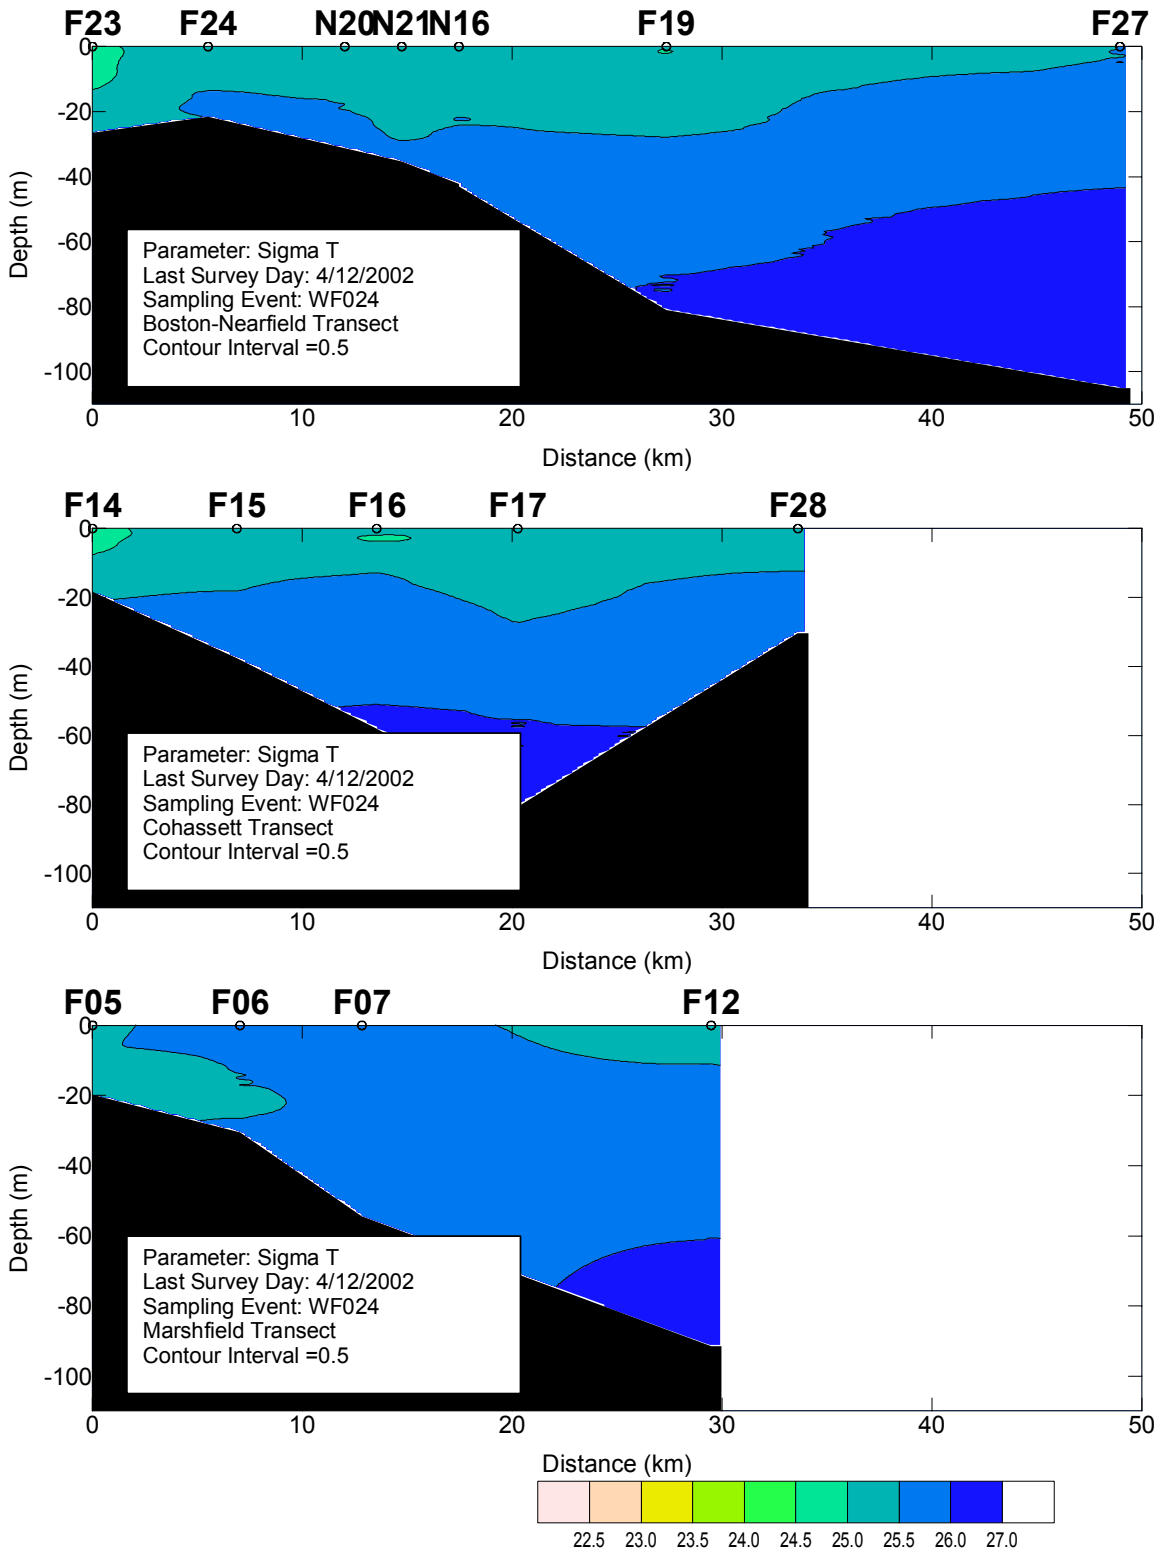 F23 F24 N20 N21 N16 F19 F27
0
-20
-40
-60
-80
-100
Depth (m)
Parameter: Sigma T
Last Survey Day: 4/12/2002
Sampling Event: WF024
Boston-Nearfield Transect
Contour Interval =0.5
0 10 20 30 40 50
Distance (km)
F14 F15 F16 F17 F28
0
-20
-40
-60
-80
-100
Depth (m)
Parameter: Sigma T
Last Survey Day: 4/12/2002
Sampling Event: WF024
Cohassett Transect
Contour Interval =0.5
0 10 20 30 40 50
Distance (km)
F05 F06 F07 F12
0
-20
-40
-60
-80
-100
Depth (m)
Parameter: Sigma T
Last Survey Day: 4/12/2002
Sampling Event: WF024
Marshfield Transect
Contour Interval =0.5
0 10 20 30 40 50
Distance (km)
22.5 23.0 23.5 24.0 24.5 25.0 25.5 26.0 27.0